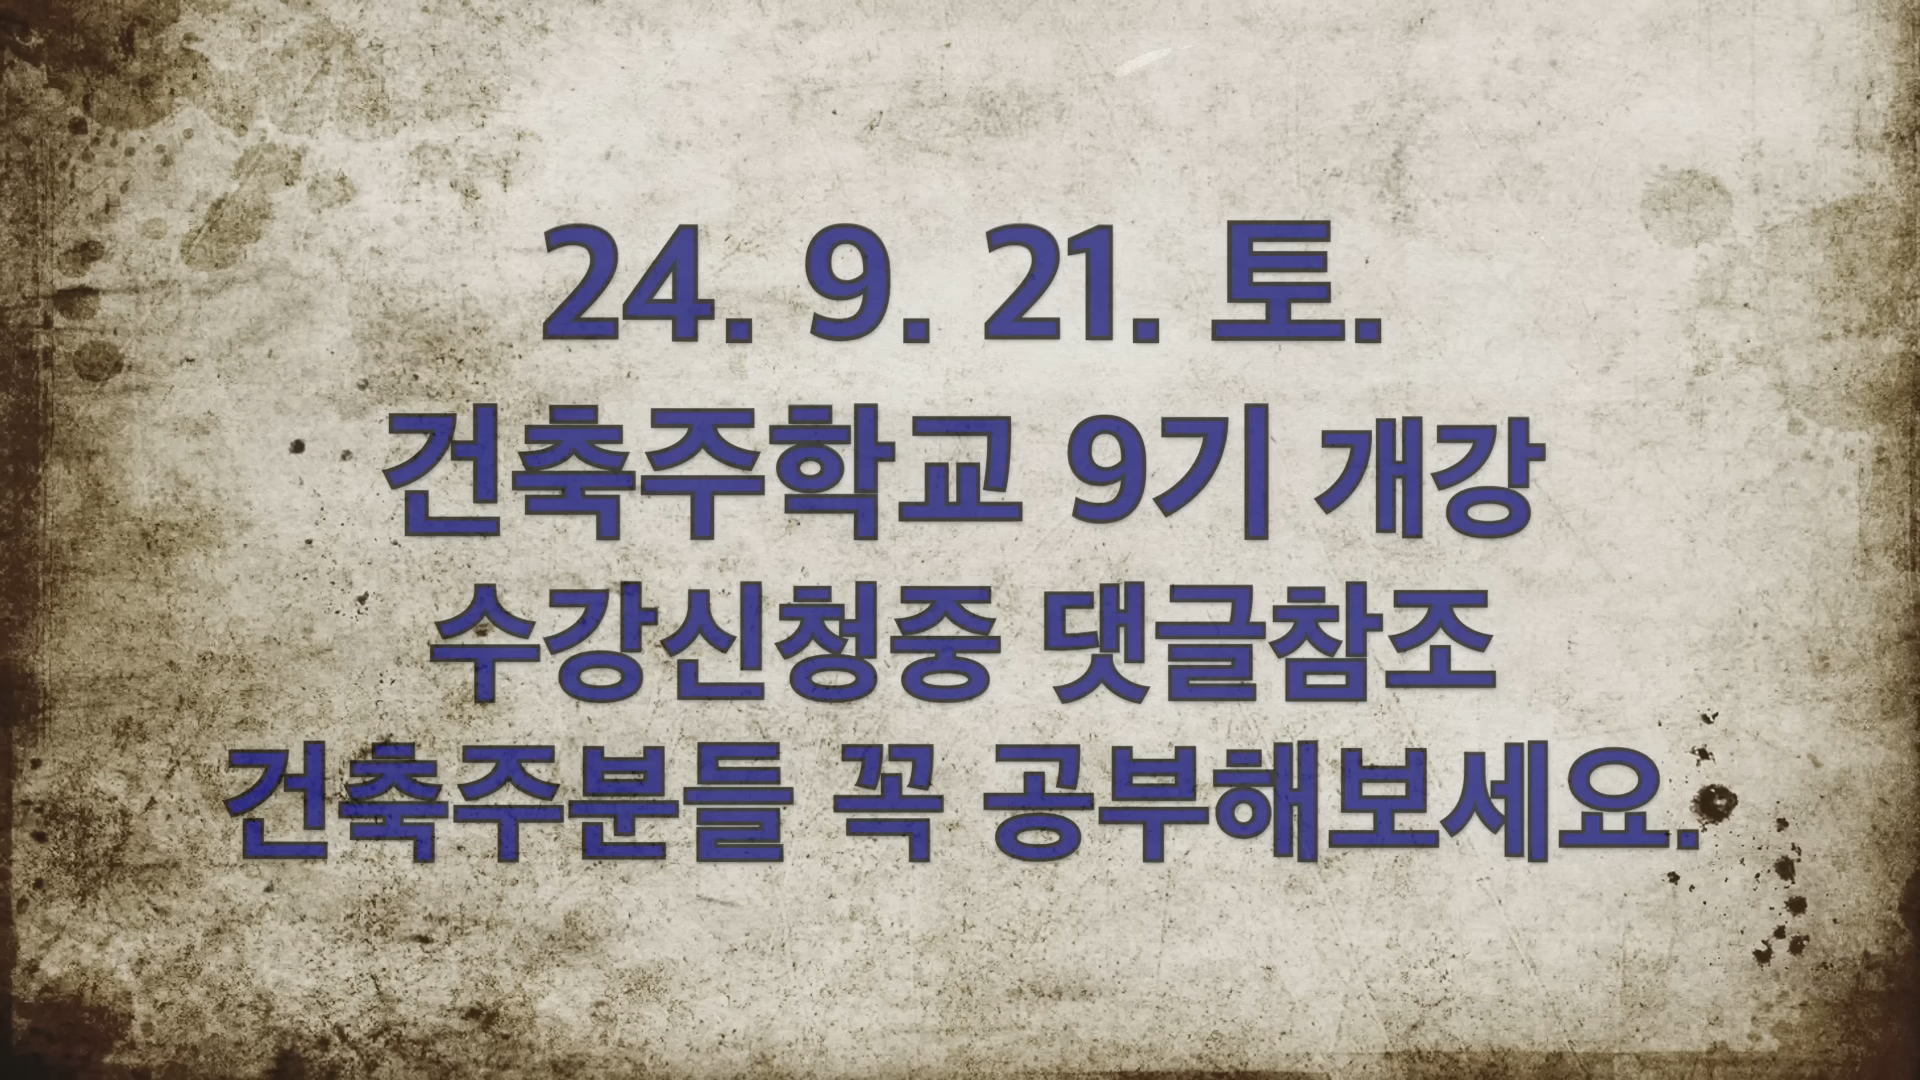 24. 9. 21. 토.
건축주학교 9기 개강
수강신청중 댓글참조
건축주분들 꼭 공부해보세요.